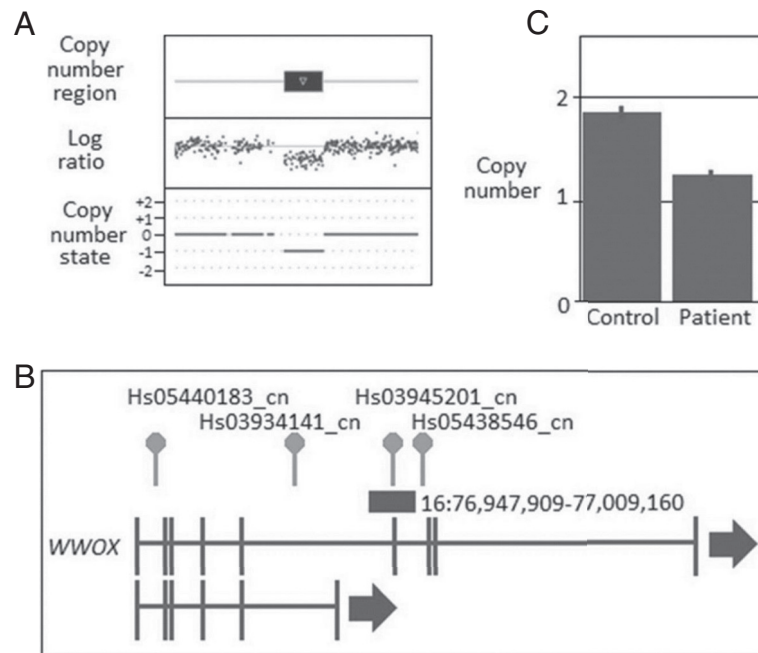 A
Copy
number
region
Log
ratio
Copy
number
state
+2
+1
0
-1
-2
C
Copy
number
2
1
0
Control Patient
B
Hs05440183_cn Hs03945201_cn
Hs03934141_cn Hs05438546_cn
16:76,947,909-77,009,160
WWOX